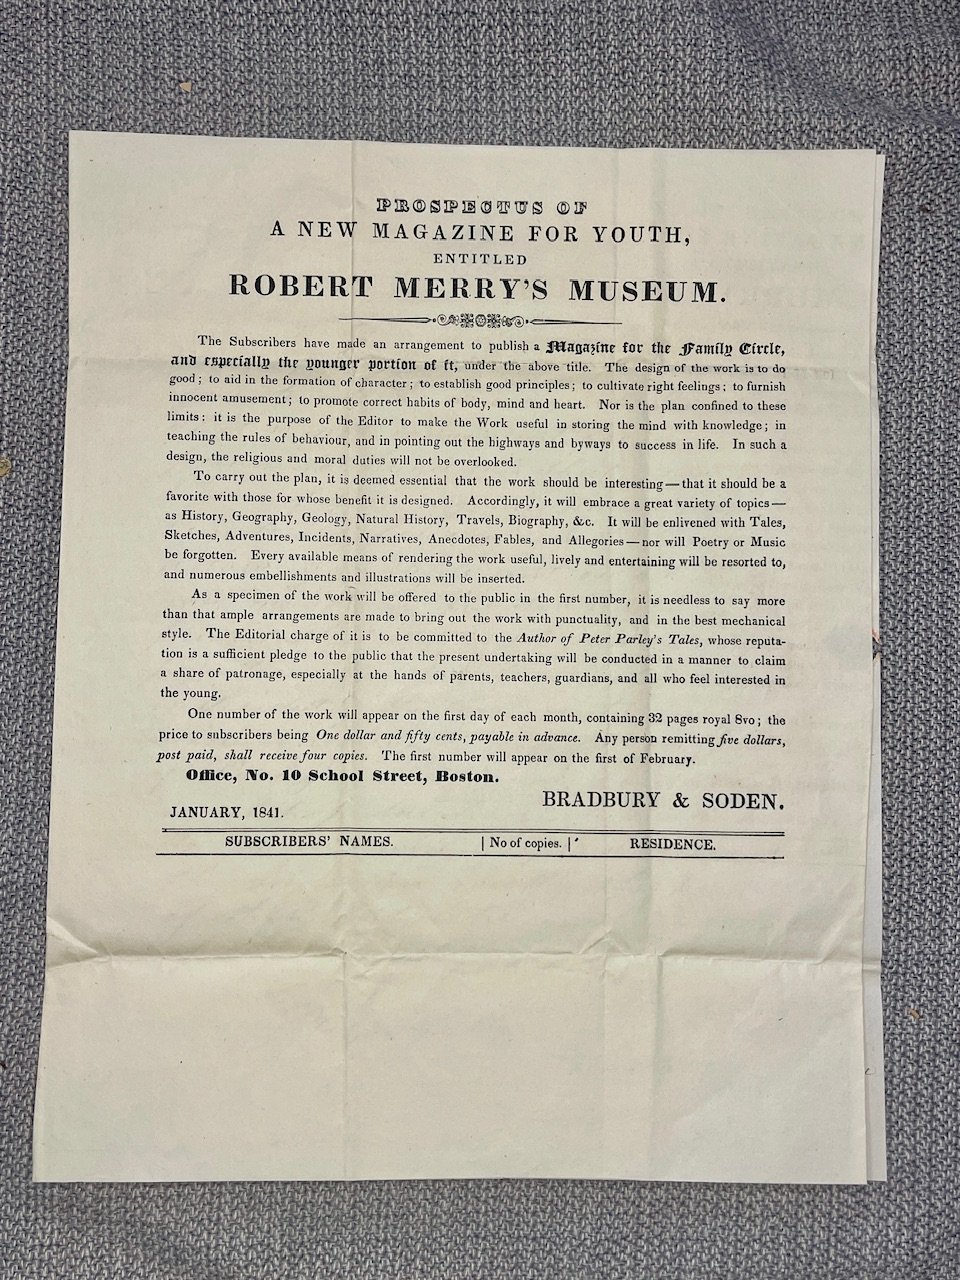 PROSPECTUS OF
A NEW MAGAZINE FOR YOUTH,
ENTITLED
ROBERT MERRY'S MUSEUM.
The Subscribers have made an arrangement to publish a Magazine for the Family Circle,
and especially the younger portion of it, under the above title. The design of the work is to do
good; to aid in the formation of character; to establish good principles; to cultivate right feelings; to furnish
innocent amusement; to promote correct habits of body, mind and heart. Nor is the plan confined to these
limits: it is the purpose of the Editor to make the Work useful in storing the mind with knowledge; in
teaching the rules of behaviour, and in pointing out the highways and byways to success in life. In such a
design, the religious and moral duties will not be overlooked.
To carry out the plan, it is deemed essential that the work should be interesting—that it should be a
favorite with those for whose benefit it is designed. Accordingly, it will embrace a great variety of topics—
as History, Geography, Geology, Natural History, Travels, Biography, &c. It will be enlivened with Tales,
Sketches, Adventures, Incidents, Narratives, Anecdotes, Fables, and Allegories—nor will Poetry or Music
be forgotten. Every available means of rendering the work useful, lively and entertaining will be resorted to,
and numerous embellishments and illustrations will be inserted.
As a specimen of the work will be offered to the public in the first number, it is needless to say more
than that ample arrangements are made to bring out the work with punctuality, and in the best mechanical
style. The Editorial charge of it is to be committed to the Author of Peter Parley's Tales, whose reputa-
tion is a sufficient pledge to the public that the present undertaking will be conducted in a manner to claim
a share of patronage, especially at the hands of parents, teachers, guardians, and all who feel interested in
the young.
One number of the work will appear on the first day of each month, containing 32 pages royal 8vo; the
price to subscribers being One dollar and fifty cents, payable in advance. Any person remitting five dollars,
post paid, shall receive four copies. The first number will appear on the first of February.
Office, No. 10 School Street, Boston.
BRADBURY & SODEN.
JANUARY, 1841.
SUBSCRIBERS' NAMES. | No of copies. | RESIDENCE.